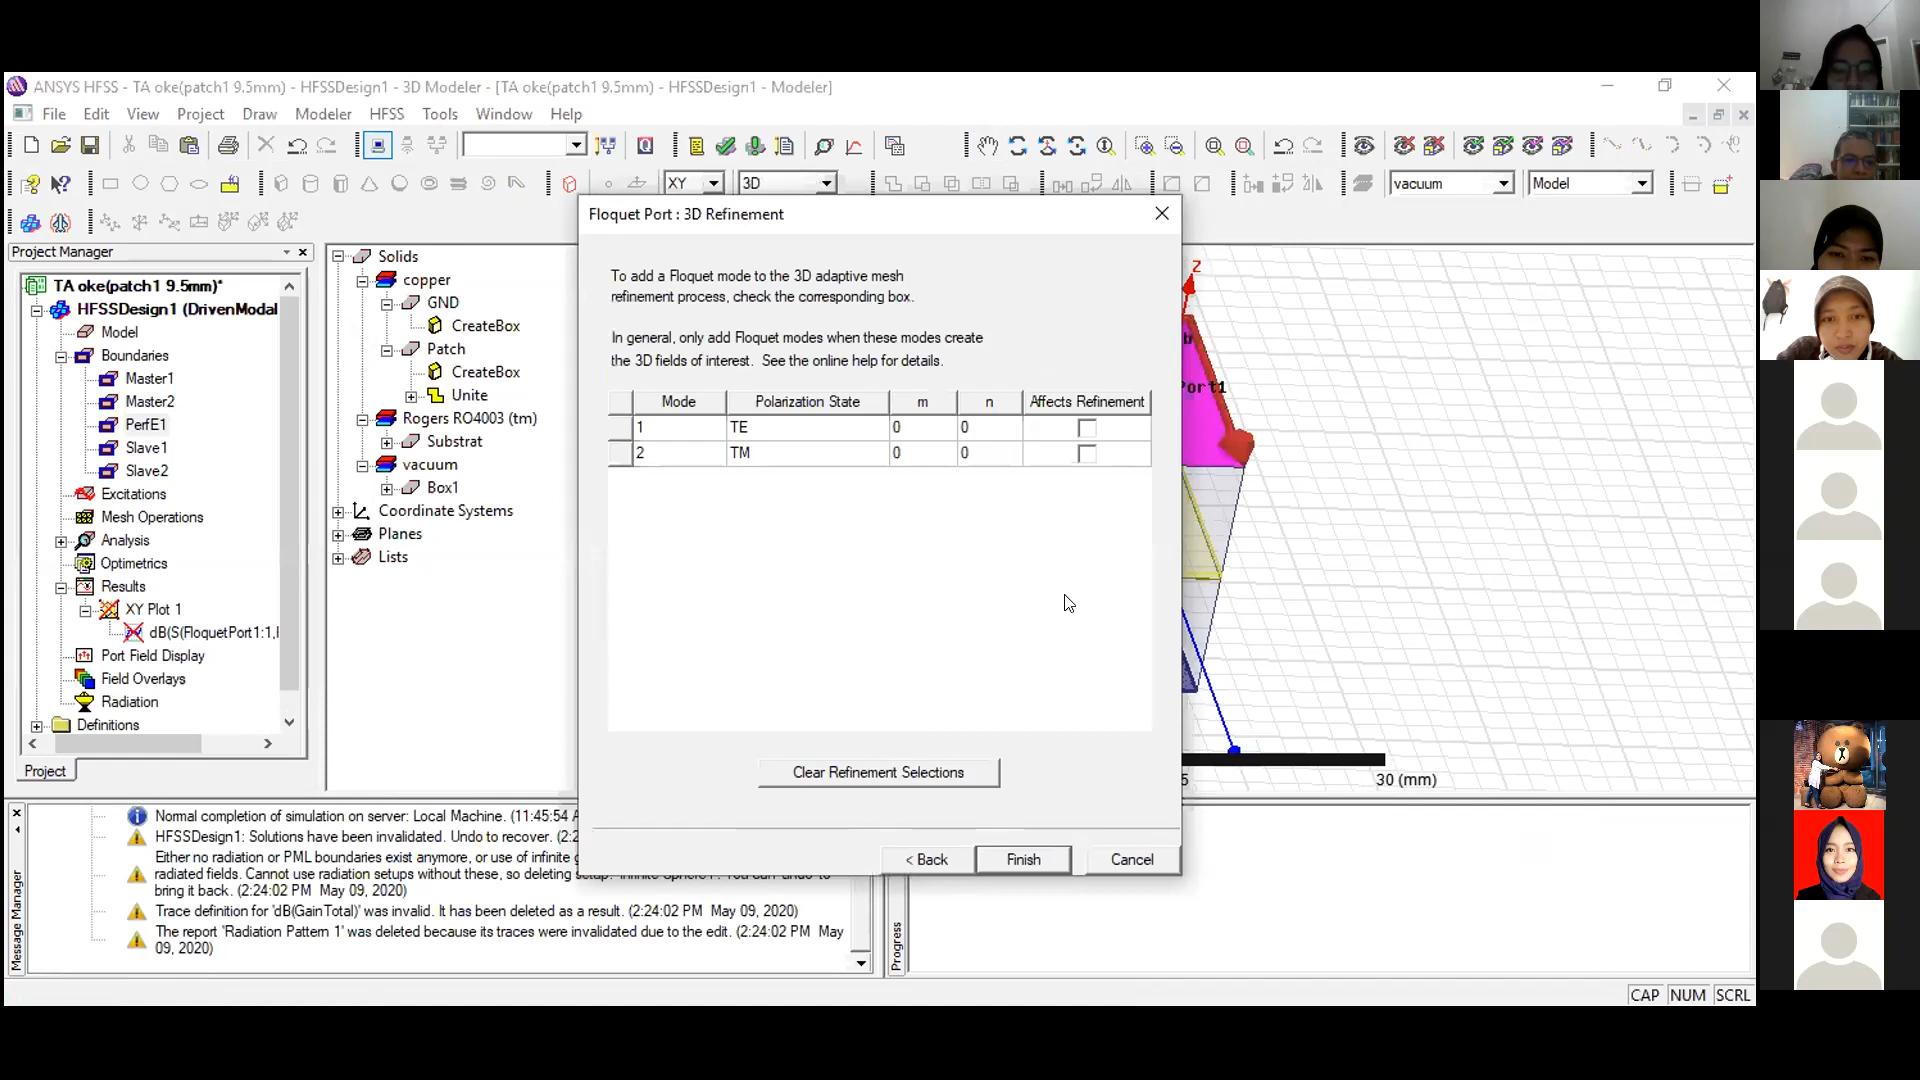 ANSYS HFSS - TA oke(patch1 9.5mm) - HFSSDesign1 - 3D Modeler - [TA oke(patch1 9.5mm) - HFSSDesign1 - Modeler]
File Edit View Project Draw Modeler HFSS Tools Window Help
XY 3D vacuum Model
Project Manager
TA oke(patch1 9.5mm)*
HFSSDesign1 (DrivenModal
Model
Boundaries
Master1
Master2
PerfE1
Slave1
Slave2
Excitations
Mesh Operations
Analysis
Optimetrics
Results
XY Plot 1
dB(S(FloquetPort1:1,
Port Field Display
Field Overlays
Radiation
Definitions
Project
Solids
copper
GND
CreateBox
Patch
CreateBox
Unite
Rogers RO4003 (tm)
Substrat
vacuum
Box1
Coordinate Systems
Planes
Lists
Floquet Port : 3D Refinement
To add a Floquet mode to the 3D adaptive mesh
refinement process, check the corresponding box.
In general, only add Floquet modes when these modes create
the 3D fields of interest. See the online help for details.
Mode Polarization State m n Affects Refinement
1 TE 0 0
2 TM 0 0
Clear Refinement Selections
< Back Finish Cancel
Z
Port1
5 30 (mm)
Message Manager
Normal completion of simulation on server: Local Machine. (11:45:54 A
HFSSDesign1: Solutions have been invalidated. Undo to recover. (2:2
Either no radiation or PML boundaries exist anymore, or use of infinite g
radiated fields. Cannot use radiation setups without these, so deleting setup:
bring it back. (2:24:02 PM May 09, 2020)
Trace definition for 'dB(GainTotal)' was invalid. It has been deleted as a result. (2:24:02 PM May 09, 2020)
The report 'Radiation Pattern 1' was deleted because its traces were invalidated due to the edit. (2:24:02 PM May
09, 2020)
Progress
CAP NUM SCRL